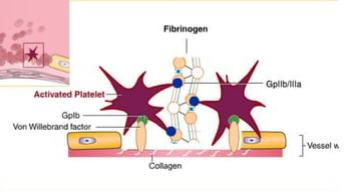 Fibrinogen
GpIIb/IIIa
Activated Platelet
GpIb
Von Willebrand factor
Vessel w
Collagen